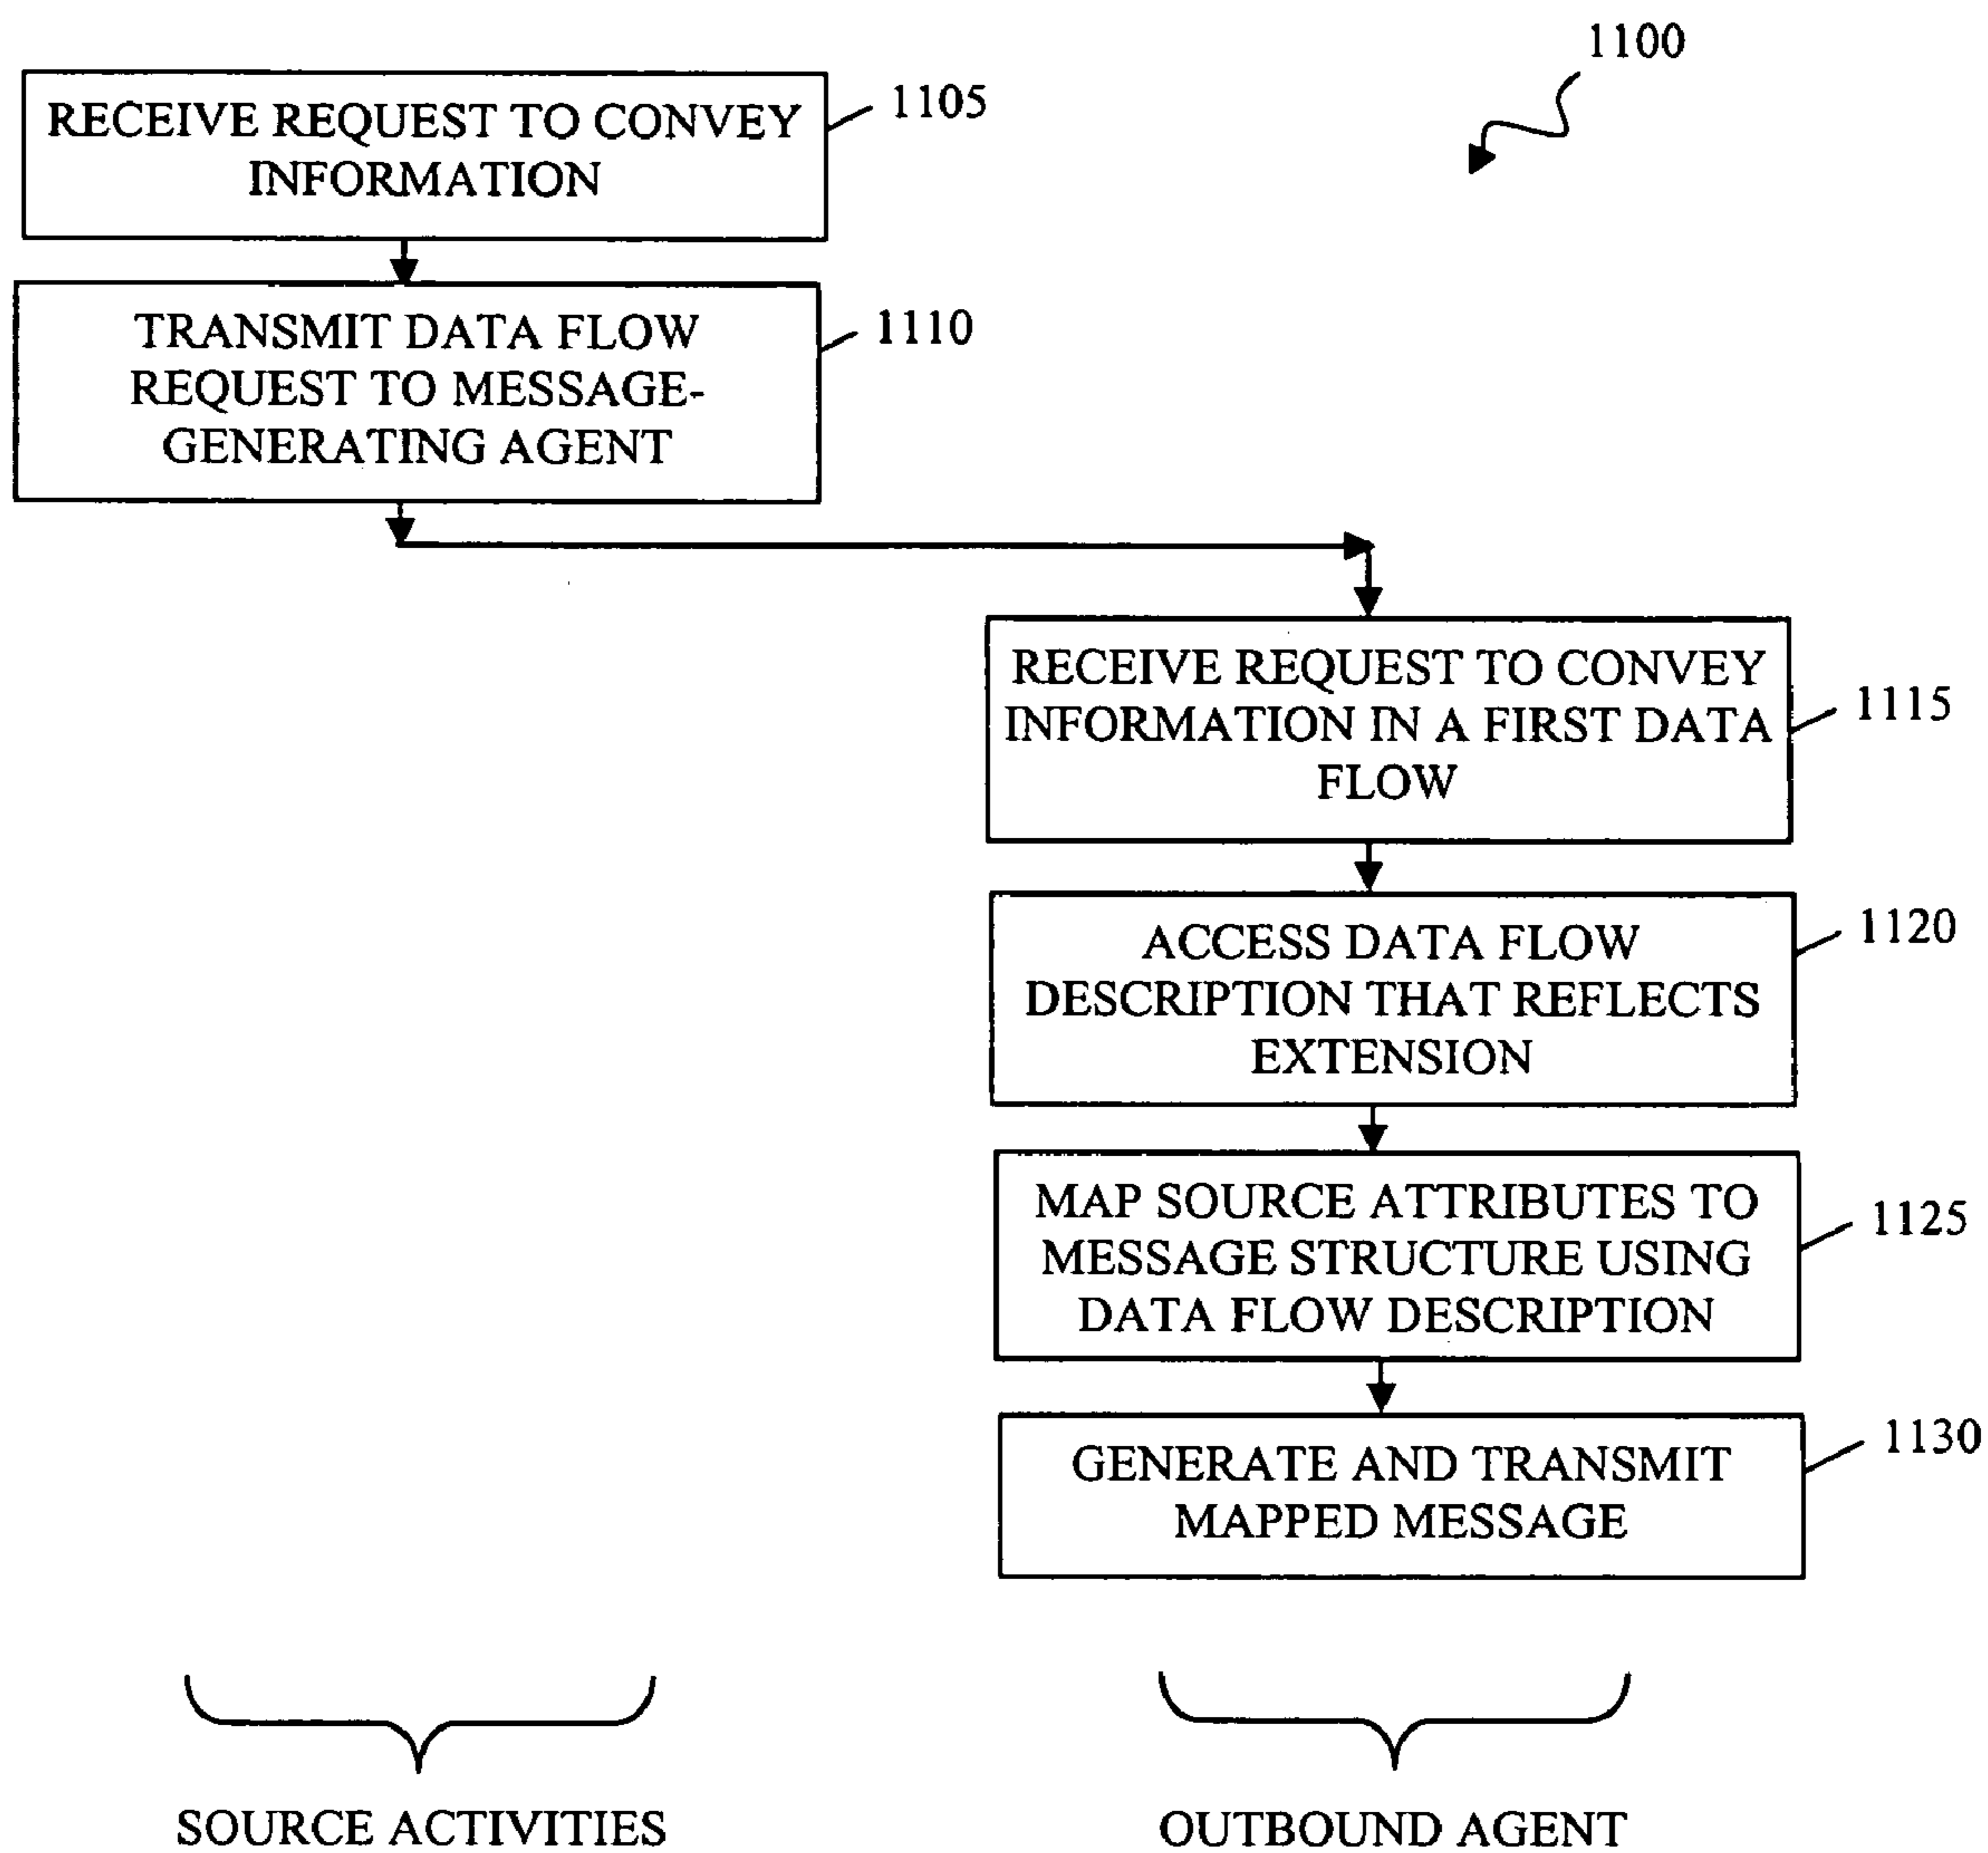 1100
RECEIVE REQUEST TO CONVEY
INFORMATION
1105
TRANSMIT DATA FLOW
REQUEST TO MESSAGE-
GENERATING AGENT
1110
RECEIVE REQUEST TO CONVEY
INFORMATION IN A FIRST DATA
FLOW
1115
ACCESS DATA FLOW
DESCRIPTION THAT REFLECTS
EXTENSION
1120
MAP SOURCE ATTRIBUTES TO
MESSAGE STRUCTURE USING
DATA FLOW DESCRIPTION
1125
GENERATE AND TRANSMIT
MAPPED MESSAGE
1130
SOURCE ACTIVITIES
OUTBOUND AGENT